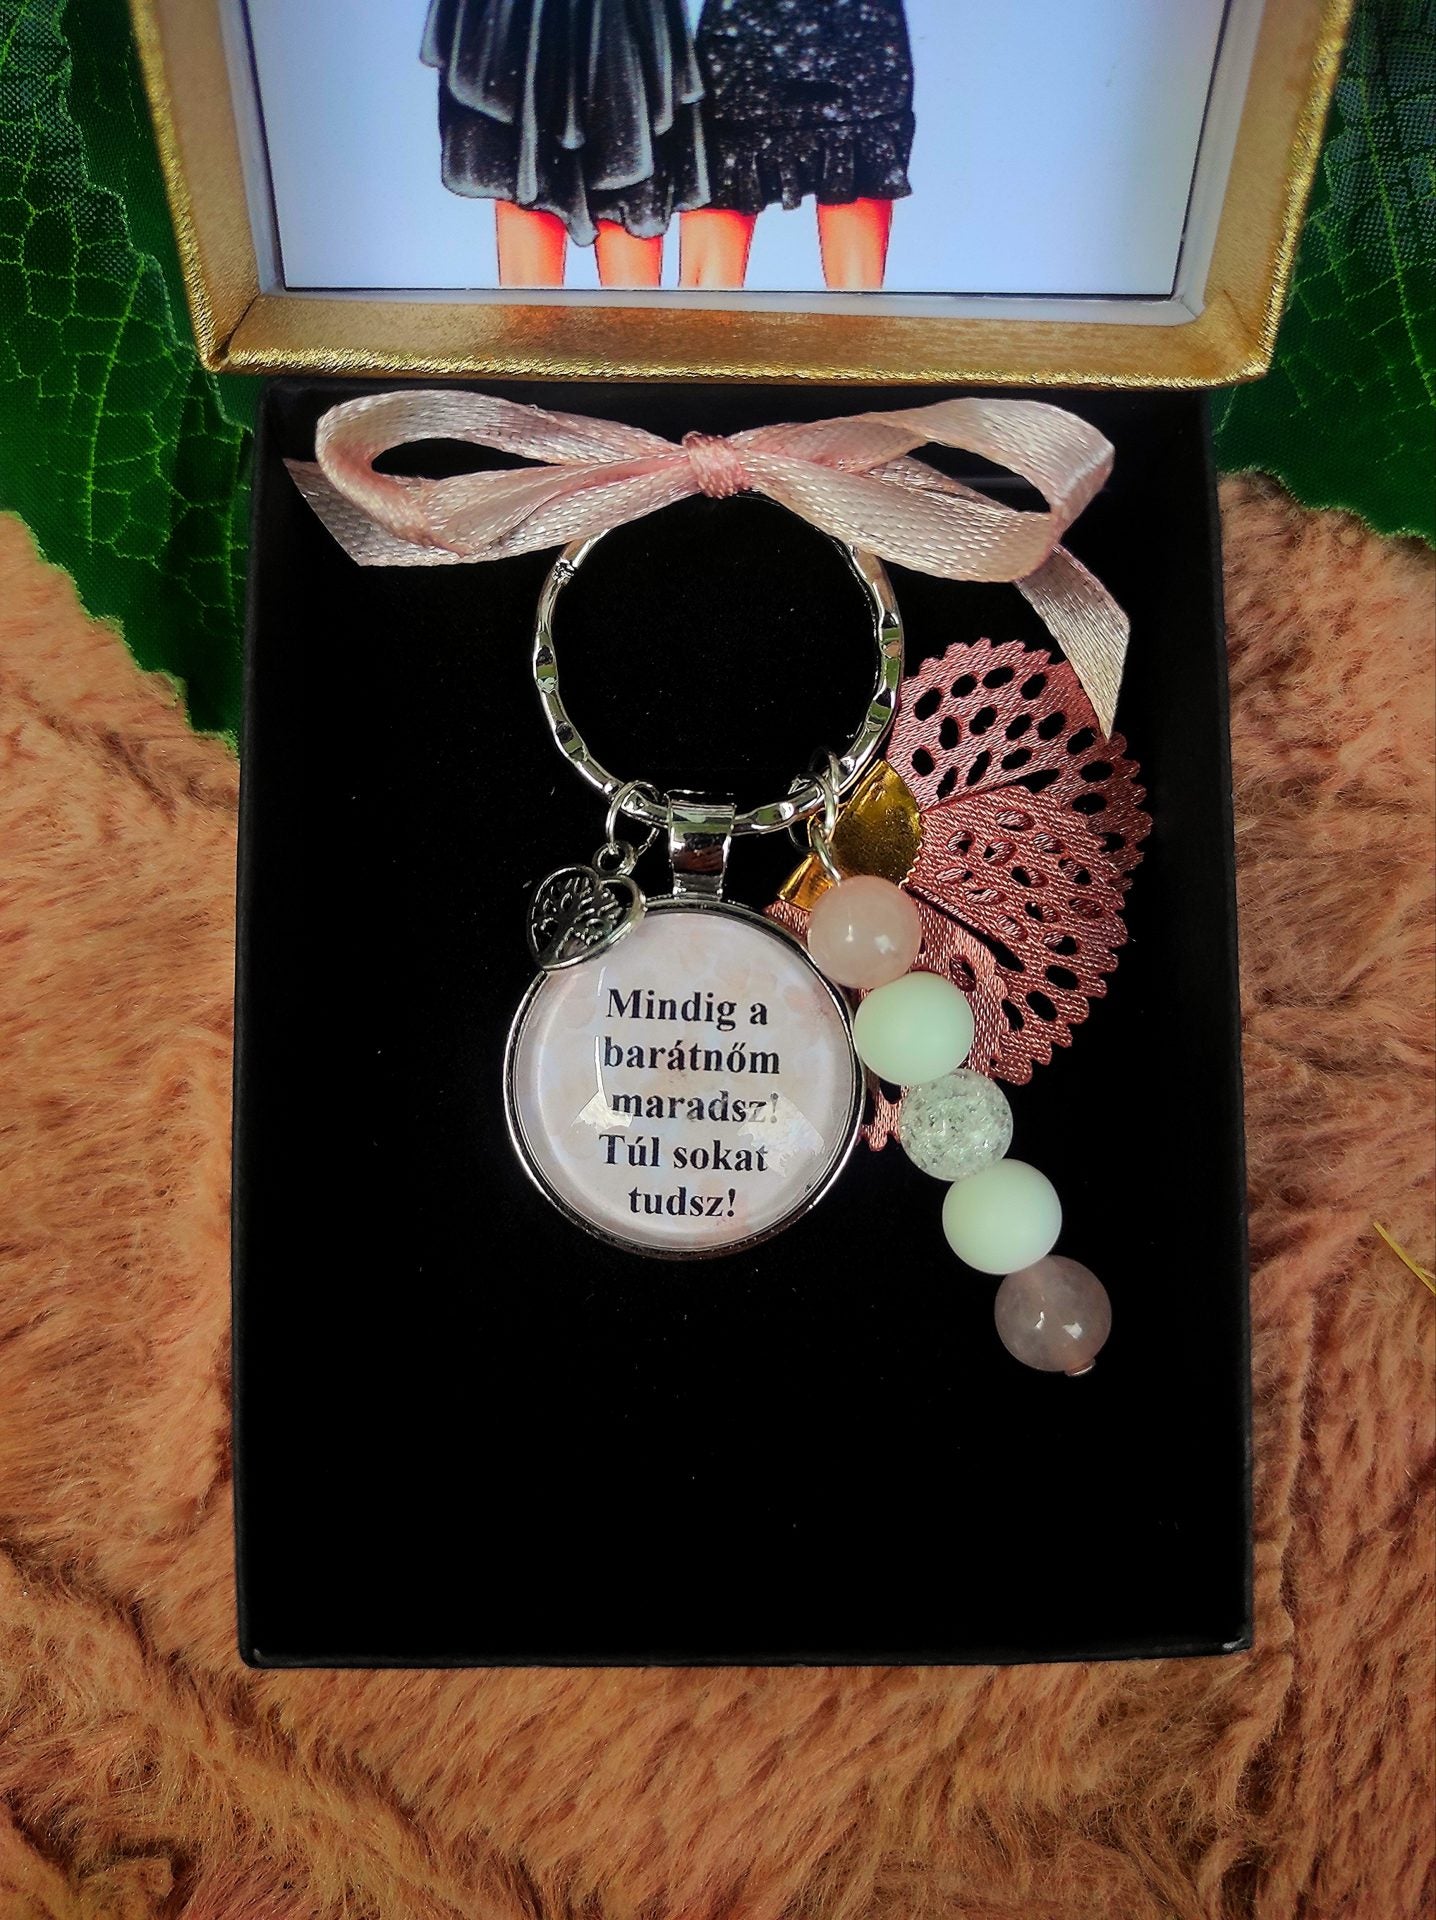 Mindig a
barátnőm
maradsz!
Túl sokat
tudsz!